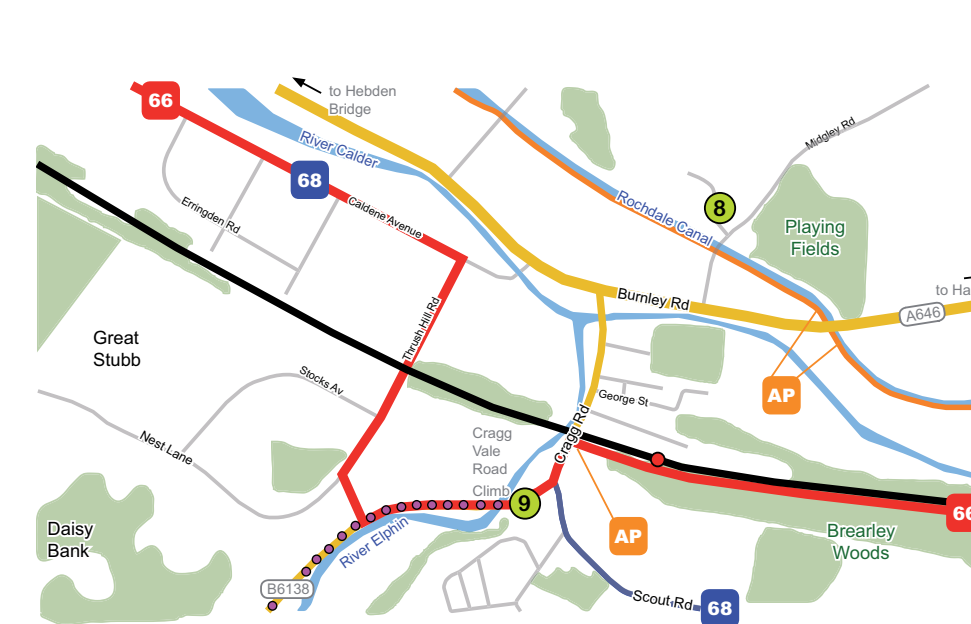 to Hebden
Bridge
66
River Calder
68
Midgley Rd
Rochdale Canal
8
Erringden Rd
Caldene Avenue
Playing
Fields
to Ha
Burnley Rd
A646
Thrush Hill Rd
Great
Stubb
Stocks Av
AP
George St
Cragg Rd
Nest Lane
Cragg
Vale
Road
Climb
9
66
Daisy
Bank
River Elphin
AP
Brearley
Woods
B6138
Scout Rd
68